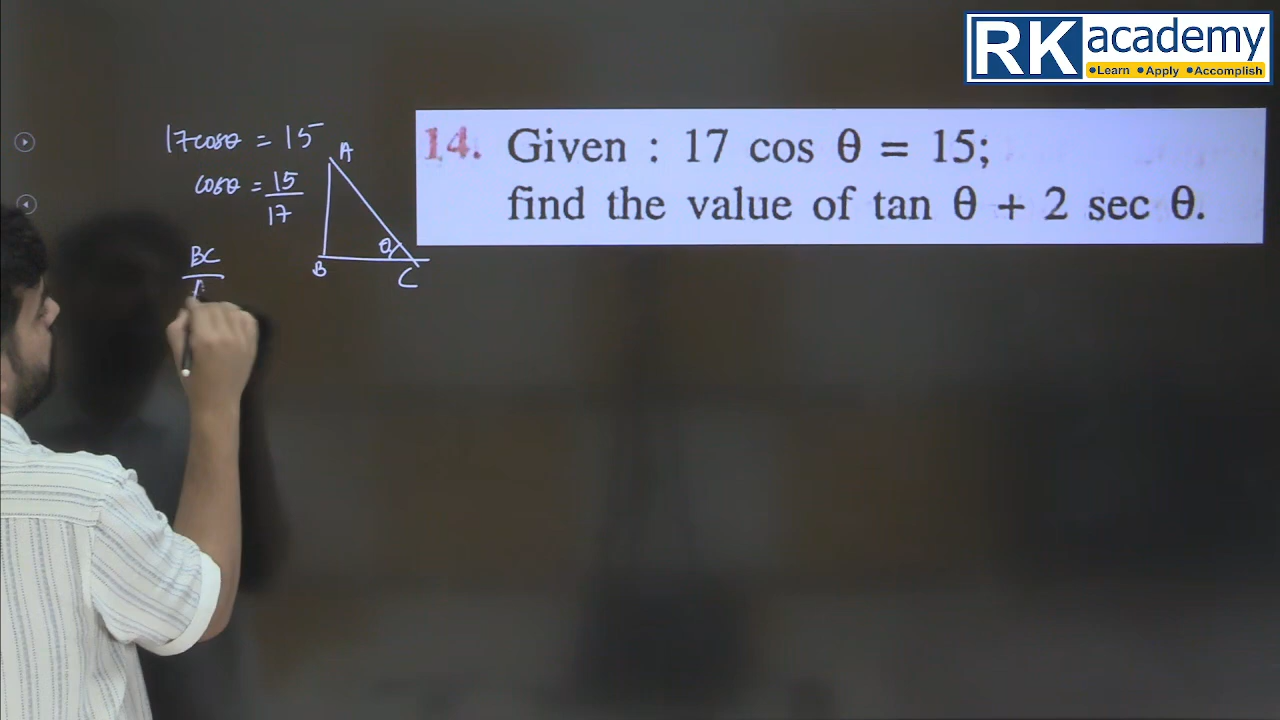 RK academy
•Learn •Apply •Accomplish
17cosθ = 15
cosθ = 15
17
A
B
C
θ
BC
14. Given : 17 cos θ = 15;
find the value of tan θ + 2 sec θ.